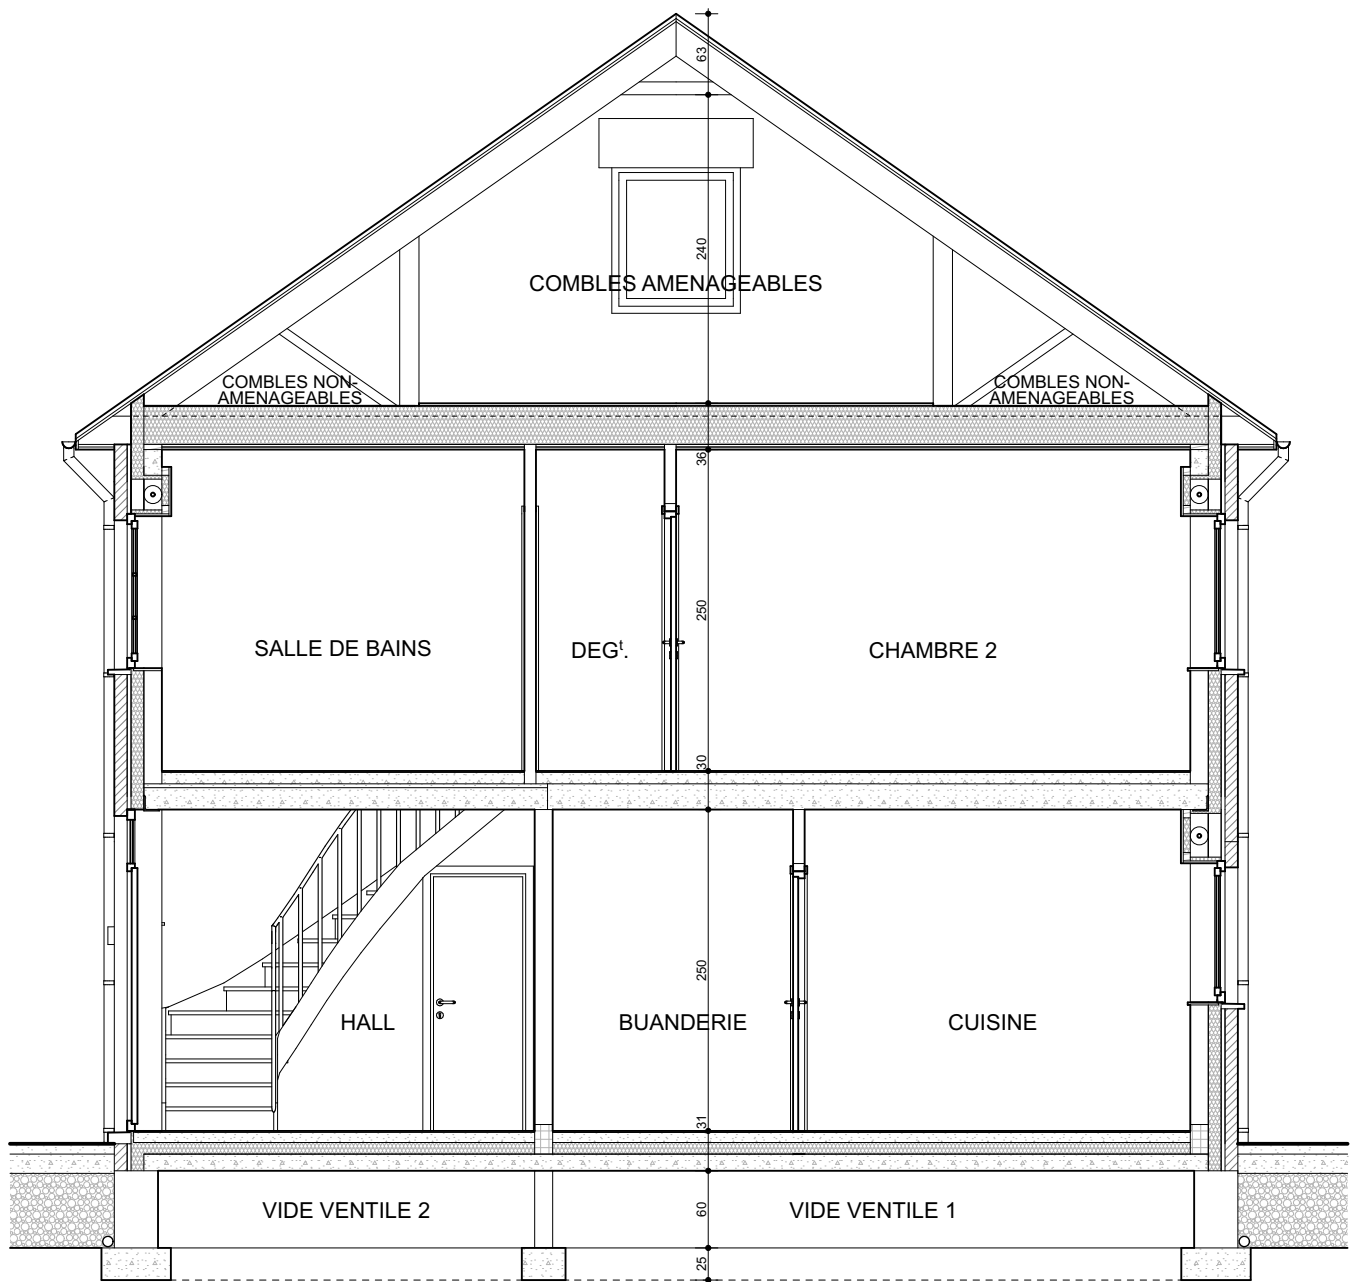 63
240
COMBLES AMENAGEABLES
COMBLES NON-
AMENAGEABLES
COMBLES NON-
AMENAGEABLES
36
250
SALLE DE BAINS
DEGᵗ.
CHAMBRE 2
30
250
HALL
BUANDERIE
CUISINE
31
VIDE VENTILE 2
60
VIDE VENTILE 1
25